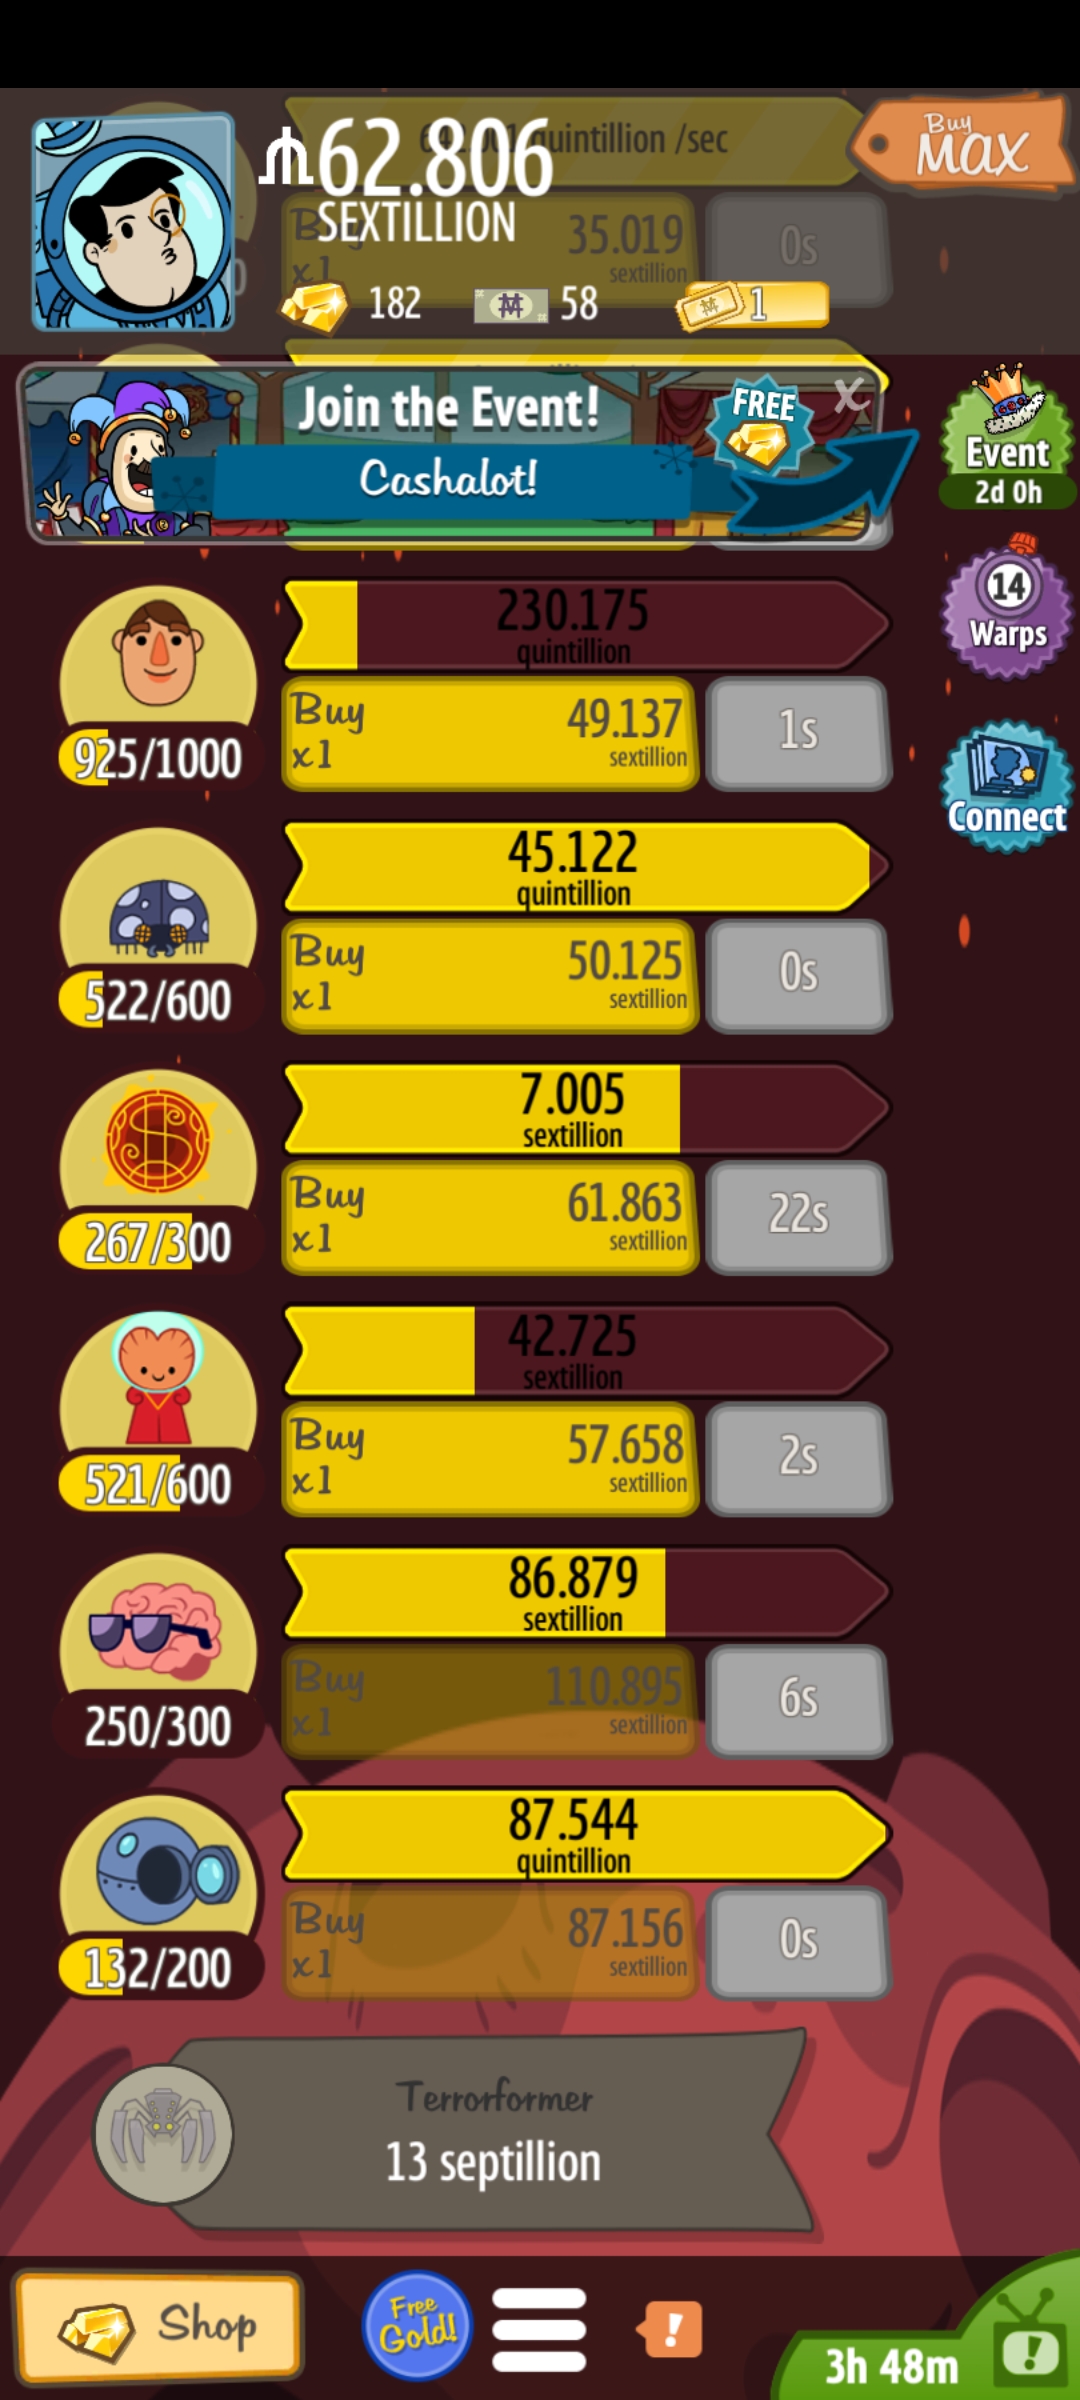 quintillion /sec
₥62.806
SEXTILLION
Buy
MAX
35.019
sextillion
x1
0s
182
58
1
Join the Event!
Cashalot!
FREE
X
Event
2d 0h
14
Warps
Connect
230.175
quintillion
Buy
x1
49.137
sextillion
1s
925/1000
45.122
quintillion
Buy
x1
50.125
sextillion
0s
522/600
7.005
sextillion
Buy
x1
61.863
sextillion
22s
267/300
42.725
sextillion
Buy
x1
57.658
sextillion
2s
521/600
86.879
sextillion
Buy
x1
110.895
sextillion
6s
250/300
87.544
quintillion
Buy
x1
87.156
sextillion
0s
132/200
Terrorformer
13 septillion
Shop
Free
Gold!
!
3h 48m
!